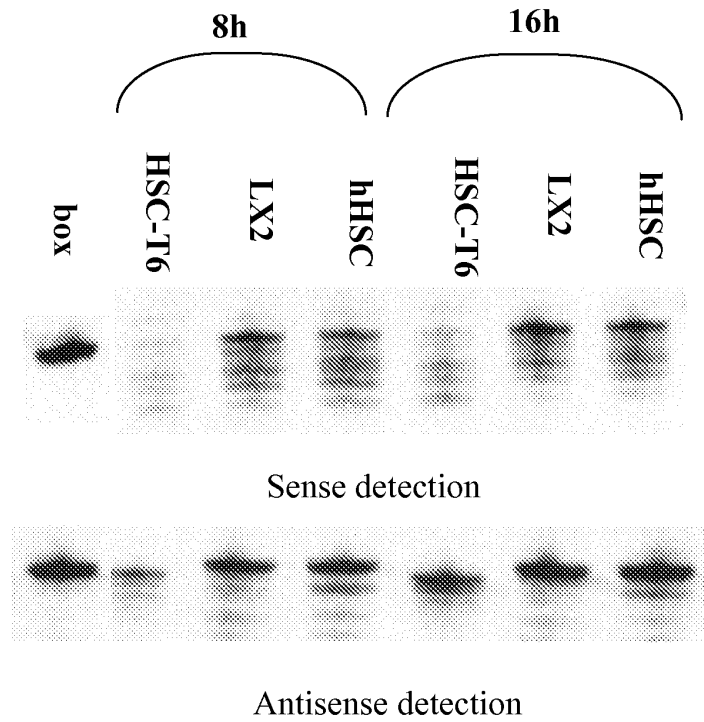 8h
16h
box
HSC-T6
LX2
hHSC
HSC-T6
LX2
hHSC
Sense detection
Antisense detection